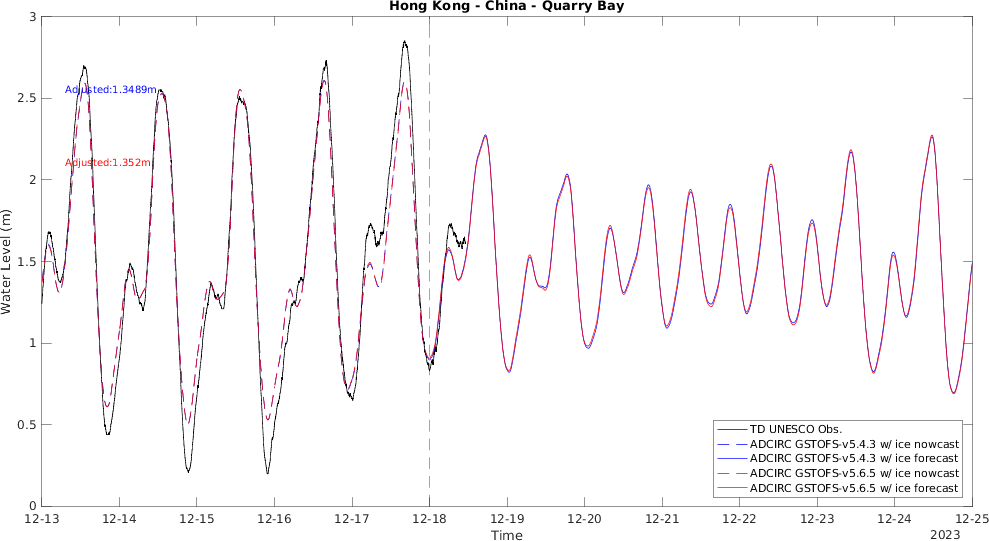 Hong Kong - China - Quarry Bay
3
2.5
2
1.5
1
0.5
0
Water Level (m)
Adjusted:1.3489m
Adjusted:1.352m
TD UNESCO Obs.
ADCIRC GSTOFS-v5.4.3 w/ ice nowcast
ADCIRC GSTOFS-v5.4.3 w/ ice forecast
ADCIRC GSTOFS-v5.6.5 w/ ice nowcast
ADCIRC GSTOFS-v5.6.5 w/ ice forecast
12-13 12-14 12-15 12-16 12-17 12-18 12-19 12-20 12-21 12-22 12-23 12-24 12-25
Time
2023